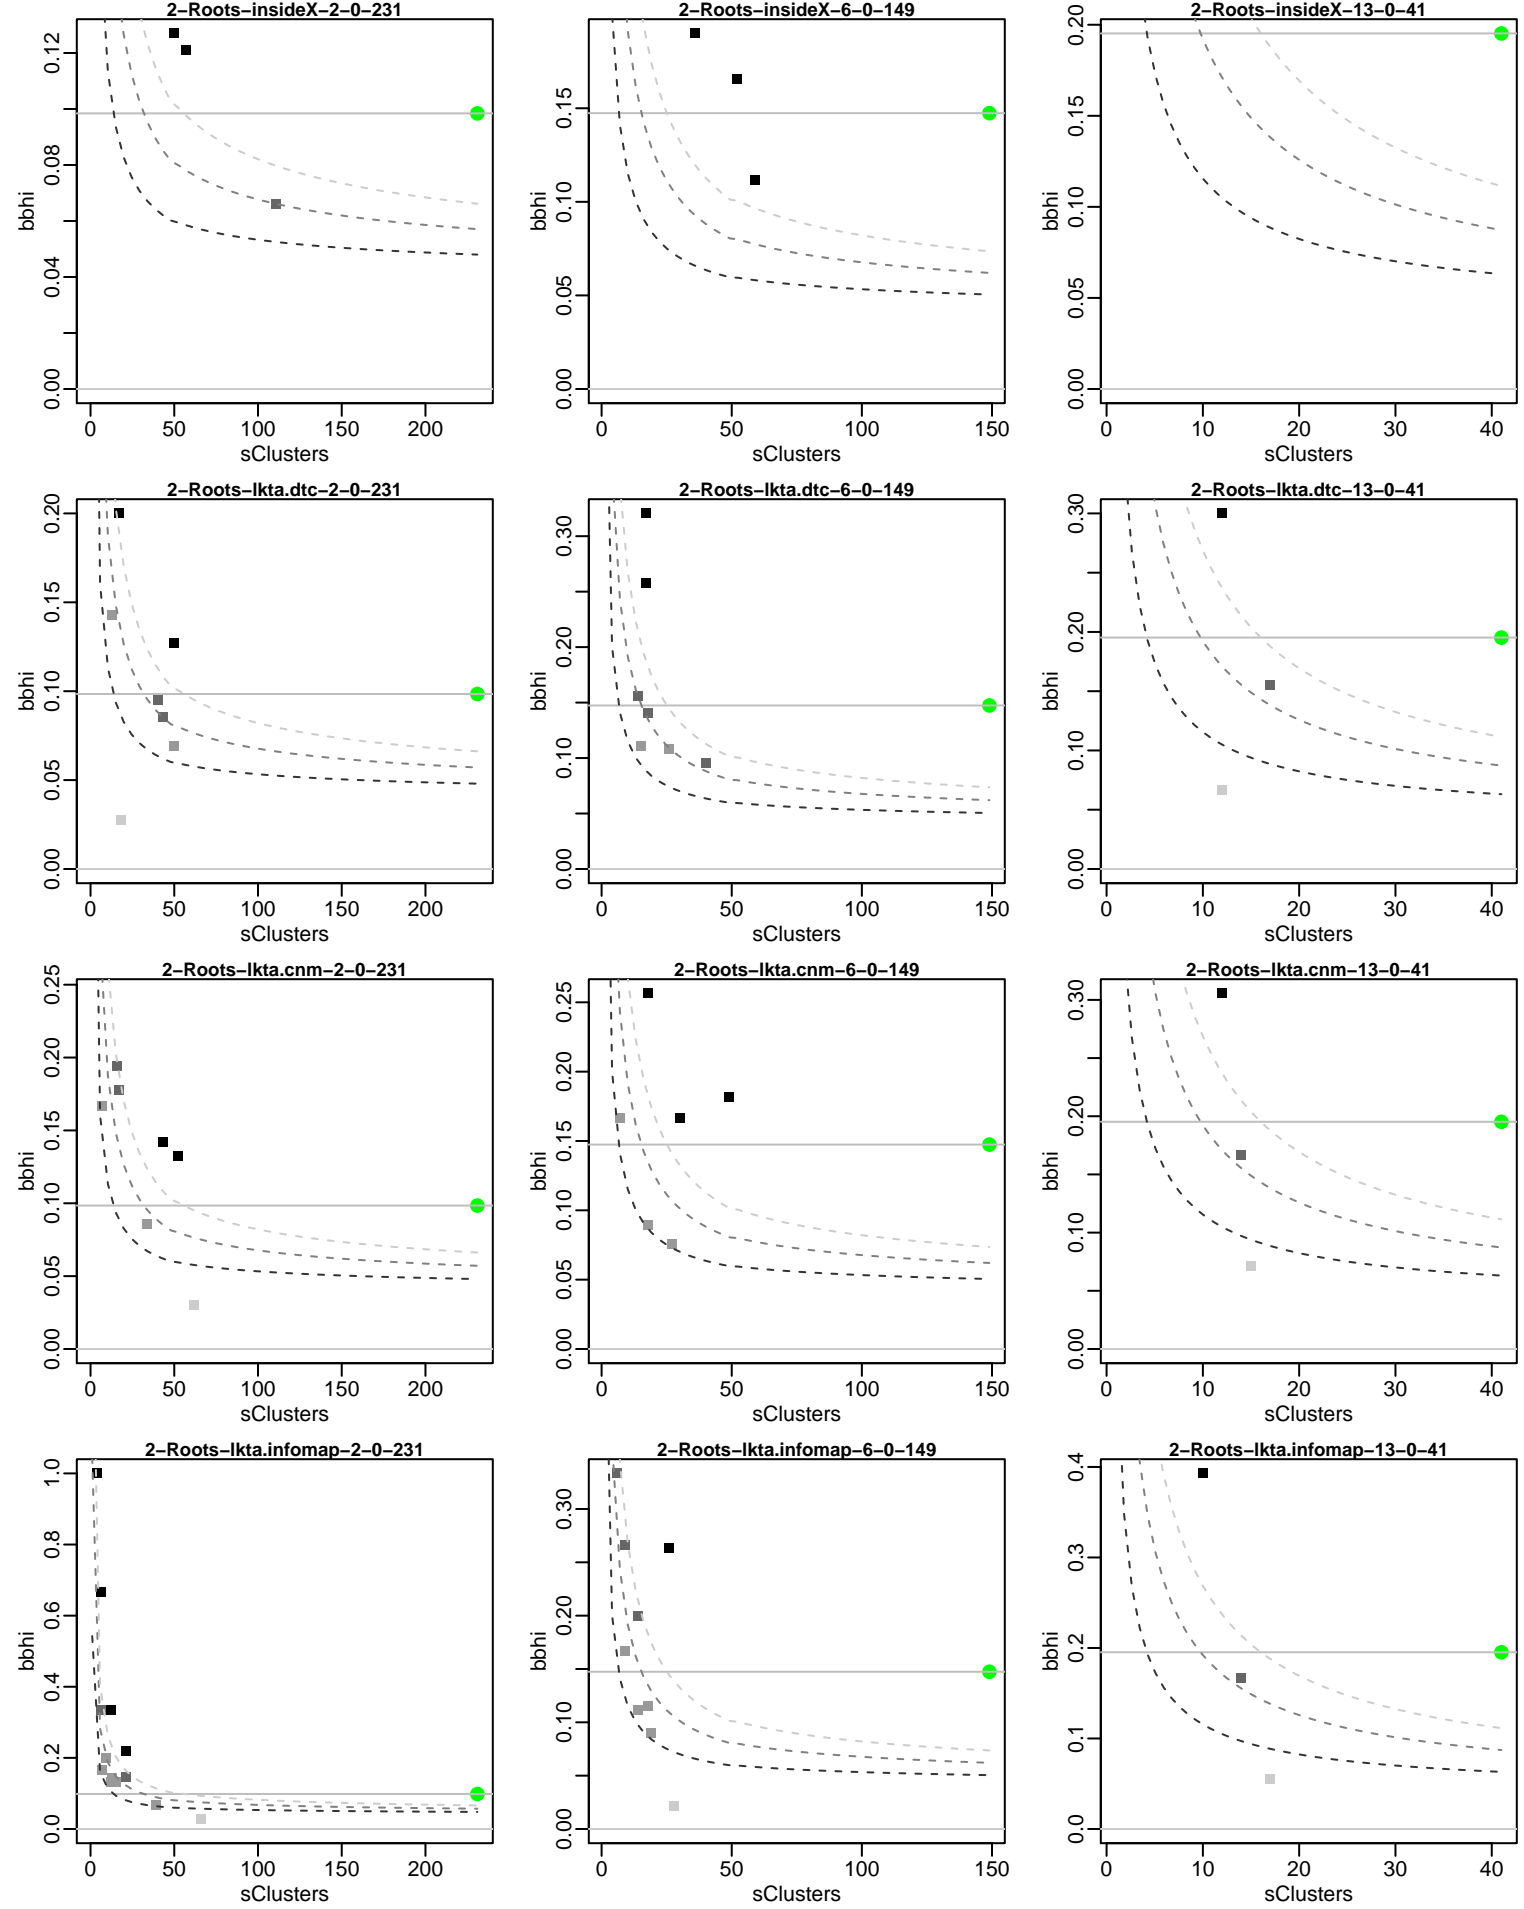 2−Roots−insideX−2−0−231
bbhi
0.00 0.04 0.08 0.12
0 50 100 150 200
sClusters
2−Roots−insideX−6−0−149
bbhi
0.00 0.05 0.10 0.15
0 50 100 150
sClusters
2−Roots−insideX−13−0−41
bbhi
0.00 0.05 0.10 0.15 0.20
0 10 20 30 40
sClusters
2−Roots−lkta.dtc−2−0−231
bbhi
0.00 0.05 0.10 0.15 0.20
0 50 100 150 200
sClusters
2−Roots−lkta.dtc−6−0−149
bbhi
0.00 0.10 0.20 0.30
0 50 100 150
sClusters
2−Roots−lkta.dtc−13−0−41
bbhi
0.00 0.10 0.20 0.30
0 10 20 30 40
sClusters
2−Roots−lkta.cnm−2−0−231
bbhi
0.00 0.05 0.10 0.15 0.20 0.25
0 50 100 150 200
sClusters
2−Roots−lkta.cnm−6−0−149
bbhi
0.00 0.05 0.10 0.15 0.20 0.25
0 50 100 150
sClusters
2−Roots−lkta.cnm−13−0−41
bbhi
0.00 0.10 0.20 0.30
0 10 20 30 40
sClusters
2−Roots−lkta.infomap−2−0−231
bbhi
0.0 0.2 0.4 0.6 0.8 1.0
0 50 100 150 200
sClusters
2−Roots−lkta.infomap−6−0−149
bbhi
0.00 0.10 0.20 0.30
0 50 100 150
sClusters
2−Roots−lkta.infomap−13−0−41
bbhi
0.0 0.1 0.2 0.3 0.4
0 10 20 30 40
sClusters